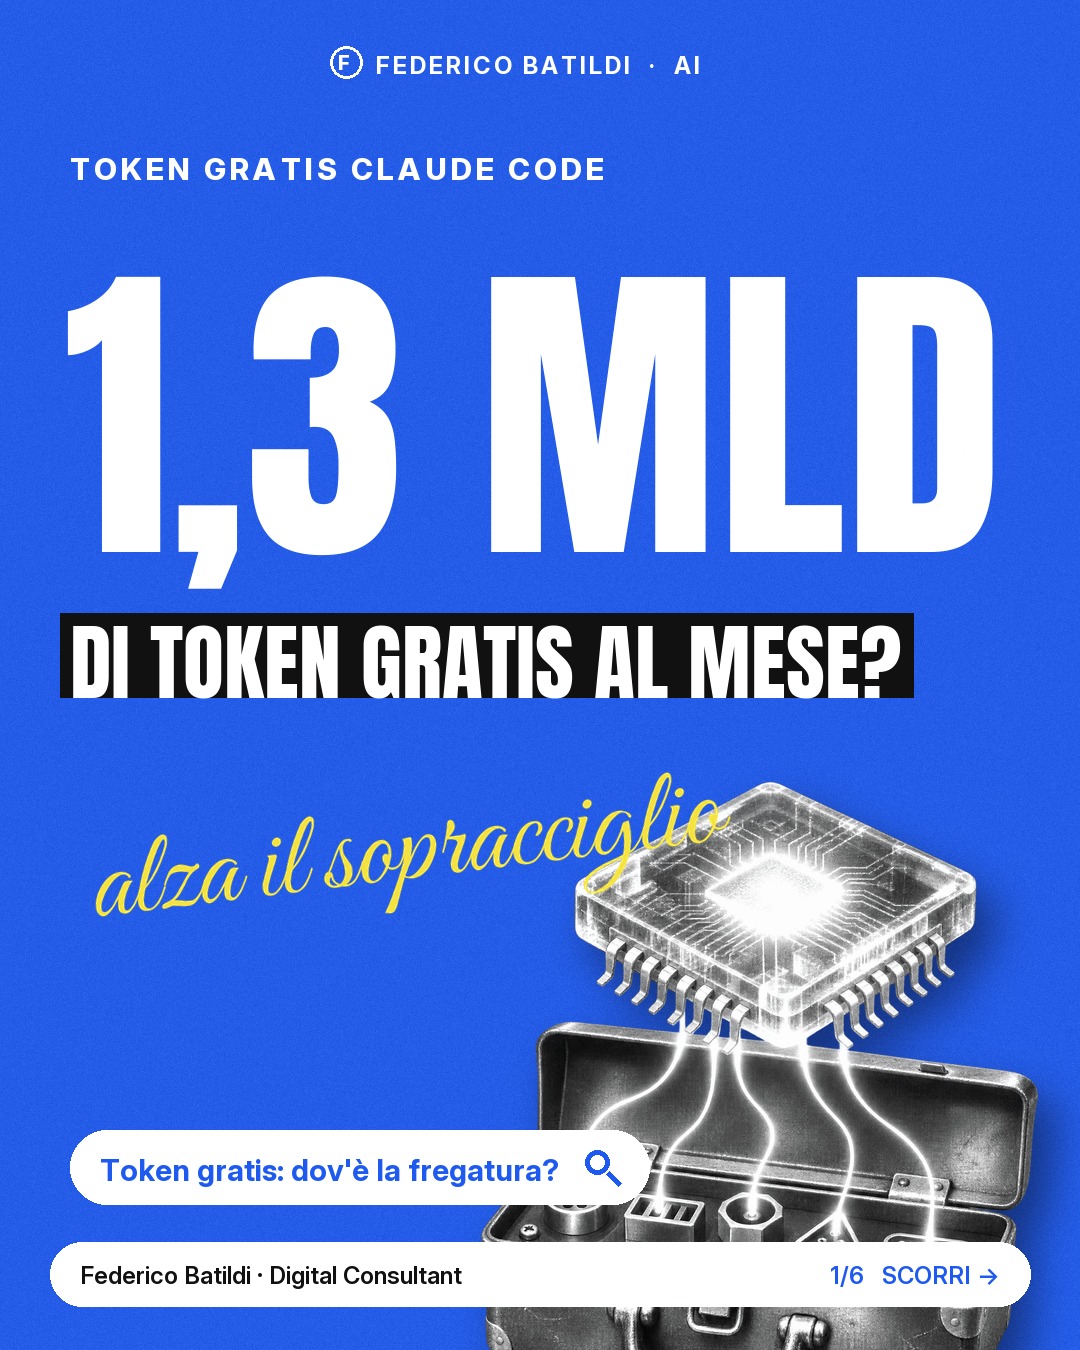 F FEDERICO BATILDI · AI
TOKEN GRATIS CLAUDE CODE
1,3 MLD
DI TOKEN GRATIS AL MESE?
alza il sopracciglio
Token gratis: dov'è la fregatura?
Federico Batildi · Digital Consultant 1/6 SCORRI →